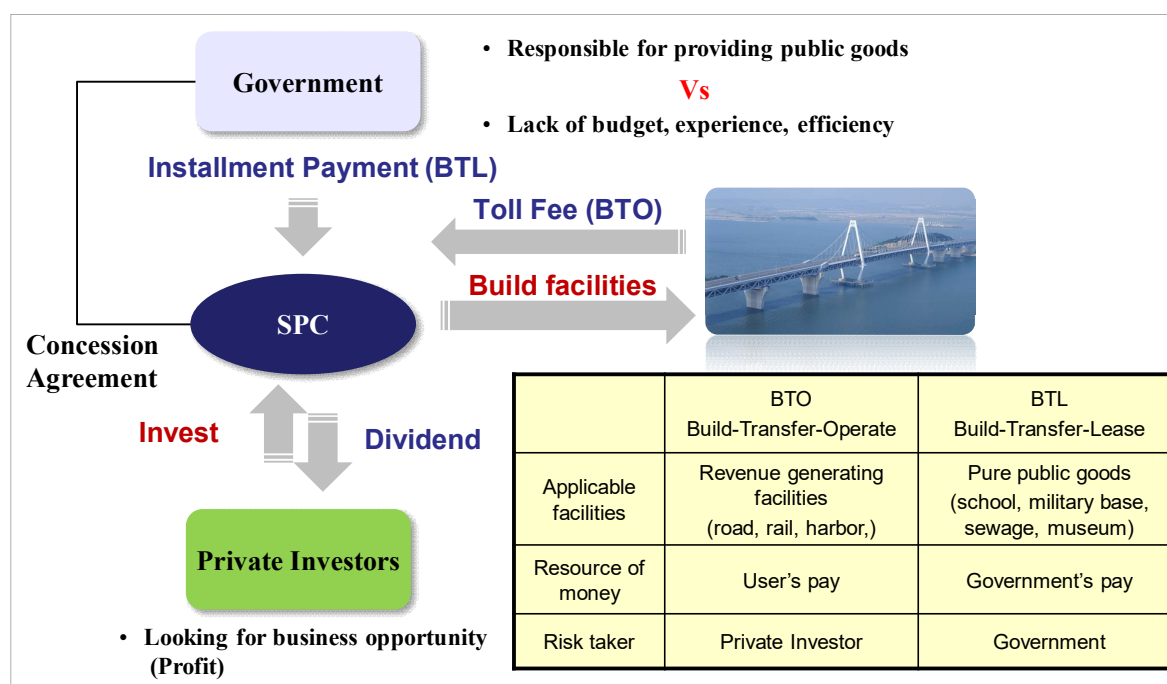 Government
• Responsible for providing public goods
Vs
• Lack of budget, experience, efficiency
Installment Payment (BTL)
Toll Fee (BTO)
Build facilities
SPC
Concession
Agreement
Invest
Dividend
Private Investors
• Looking for business opportunity
(Profit)
BTO
Build-Transfer-Operate
BTL
Build-Transfer-Lease
Applicable
facilities
Revenue generating
facilities
(road, rail, harbor,)
Pure public goods
(school, military base,
sewage, museum)
Resource of
money
User’s pay
Government’s pay
Risk taker
Private Investor
Government